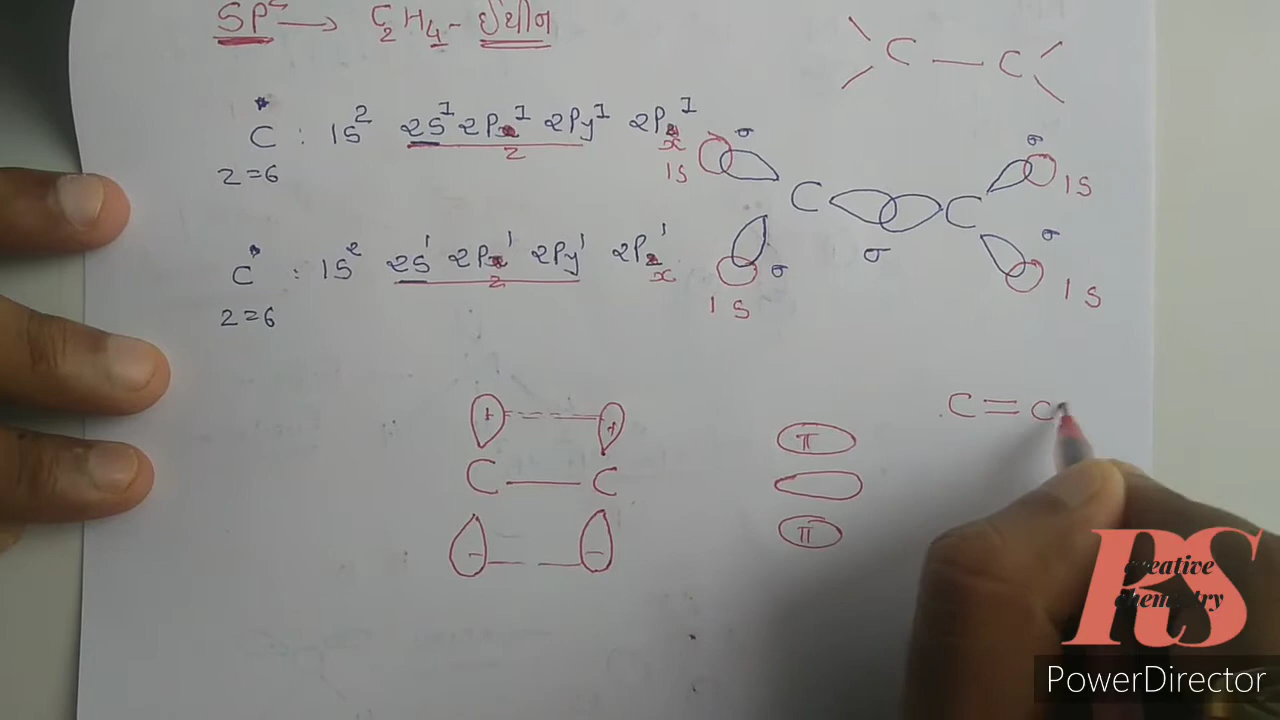 SP² → C₂H₄ - ઈથીન
C — C
C* : 1S² 2S¹ 2Pz¹ 2Py¹ 2Px¹
Z=6
C* : 1S² 2S¹ 2Pz¹ 2Py¹ 2Px¹
Z=6
σ σ
1S C C 1S
σ σ σ
1S 1S
+ +
C = C
π
C — C
π
- -
RS
creative
chemistry
PowerDirector